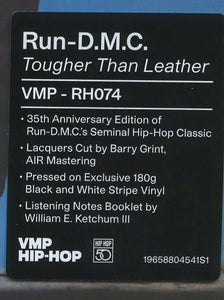 Run-D.M.C.
Tougher Than Leather
VMP - RH074
• 35th Anniversary Edition of
Run-D.M.C.'s Seminal Hip-Hop Classic
• Lacquers Cut by Barry Grint,
AIR Mastering
• Pressed on Exclusive 180g
Black and White Stripe Vinyl
• Listening Notes Booklet by
William E. Ketchum III
VMP
HIP-HOP
HIP HOP
50
19658804541S1